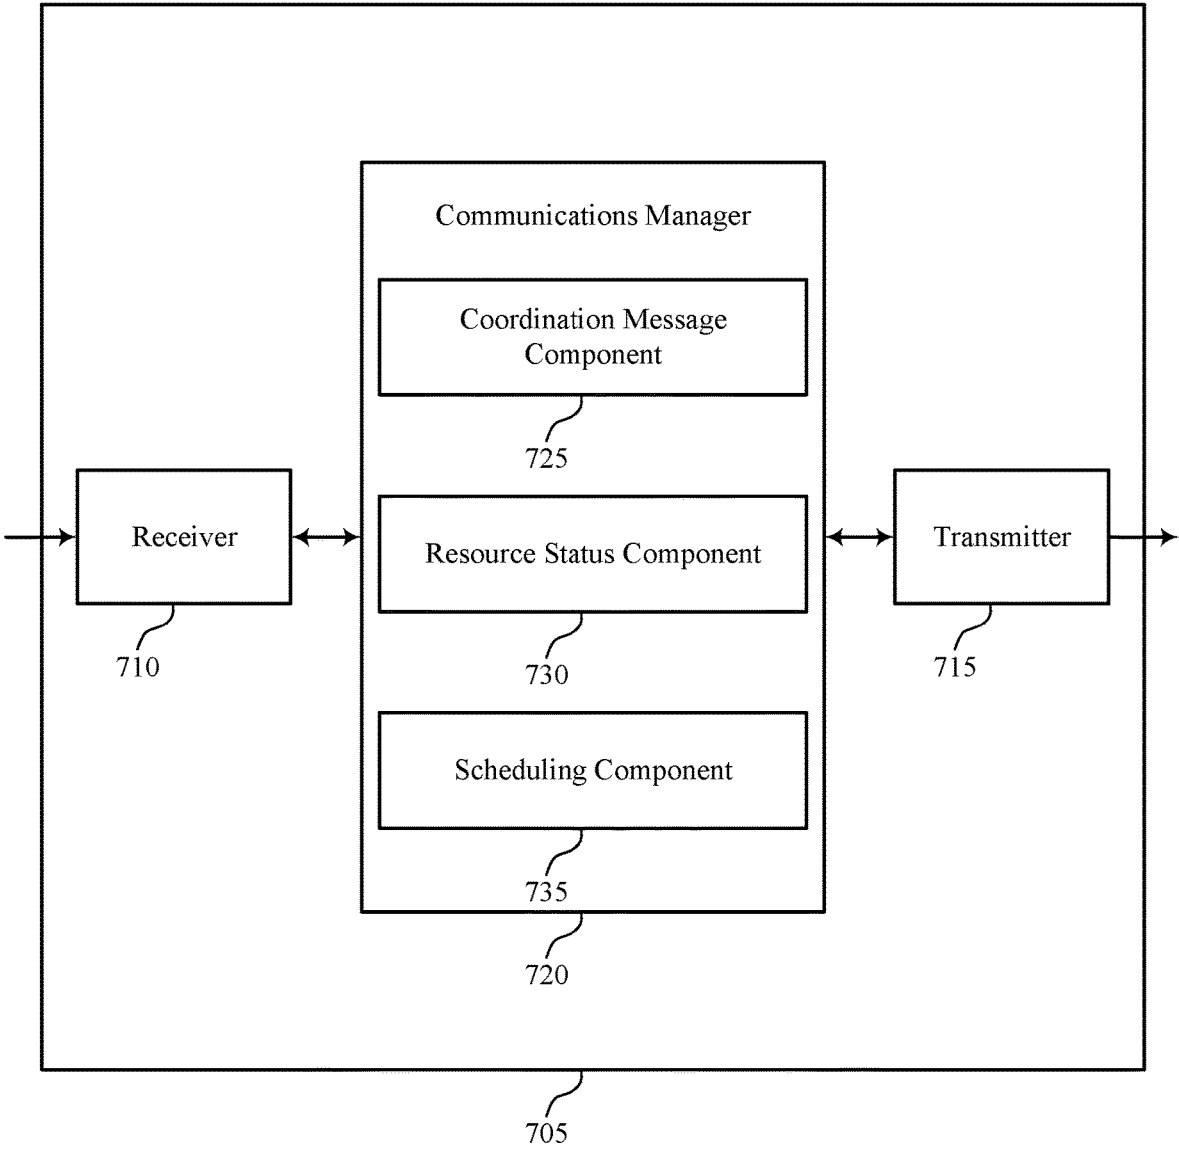 Communications Manager
Coordination Message
Component
725
Receiver
710
Resource Status Component
730
Transmitter
715
Scheduling Component
735
720
705